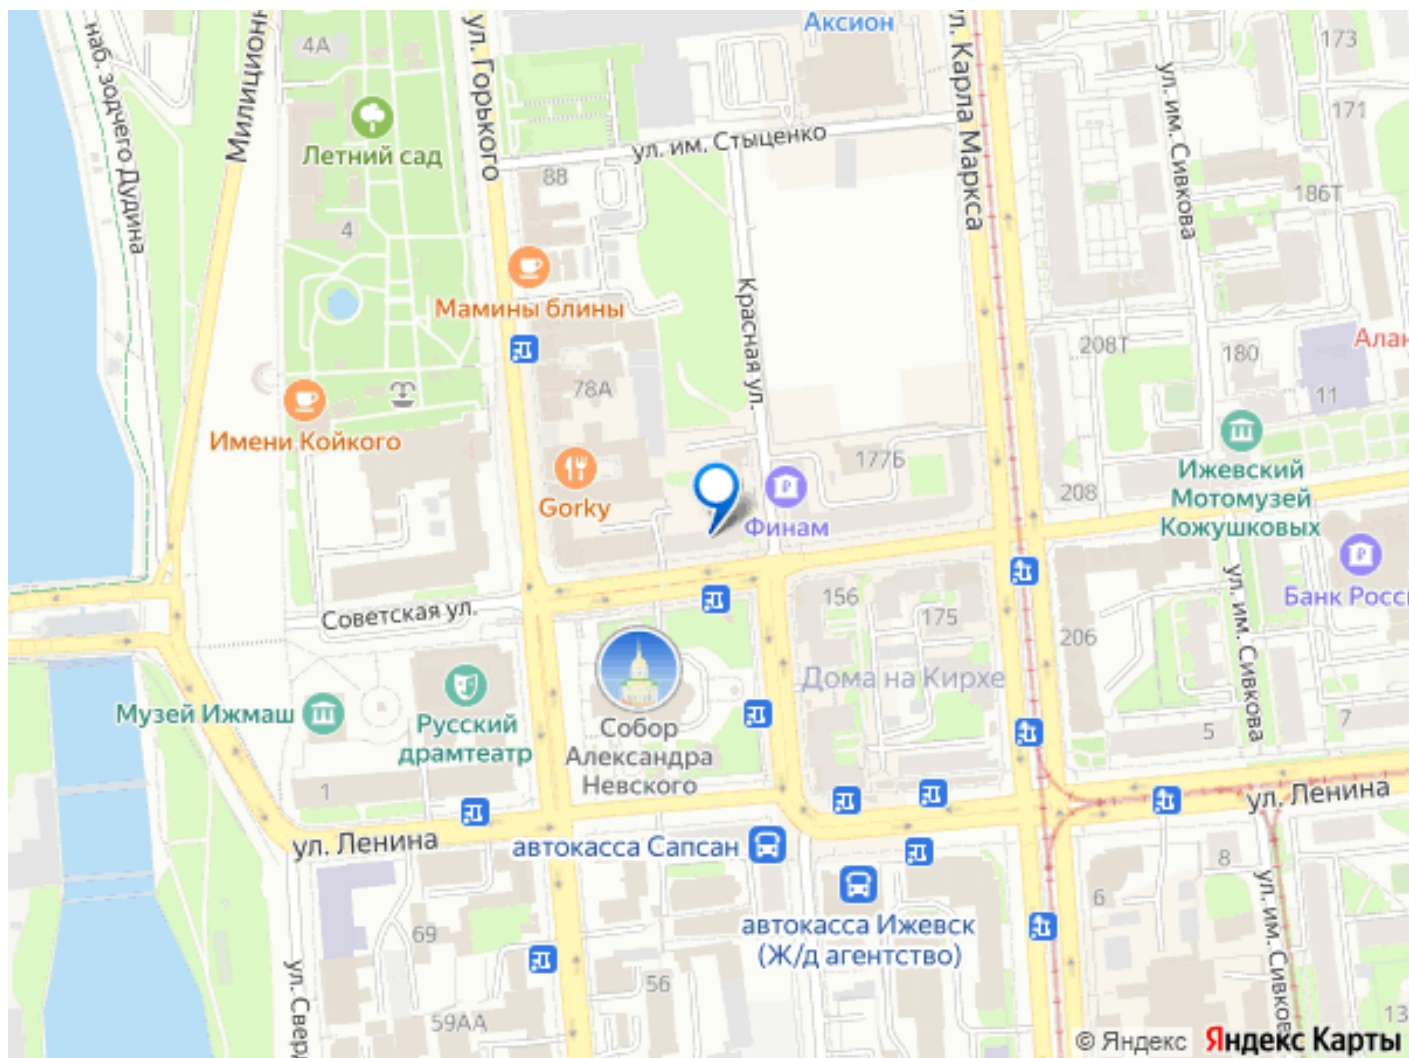 Аксион
173
4А
наб. зодчего Дудина
ул. Горького
ул. Карла Маркса
ул. им. Сивкова
171
ул. им. Стыценко
Летний сад
88
186Т
4
Мамины блины
Красная ул.
208Т
180
Алан
78А
11
Имени Койкого
177Б
Ижевский
Мотомузей
Кожушковых
208
Gorky
Финам
Советская ул.
156
175
206
Банк Росс
ул. им. Сивкова
Дома на Кирхе
Музей Ижмаш
Русский
драмтеатр
Собор
Александра
Невского
5
7
1
ул. Ленина
ул. Ленина
автокасса Сапсан
8
6
ул. им. Сивков
автокасса Ижевск
(Ж/д агентство)
69
ул. Сверд
56
59АА
13
© Яндекс Яндекс Карты